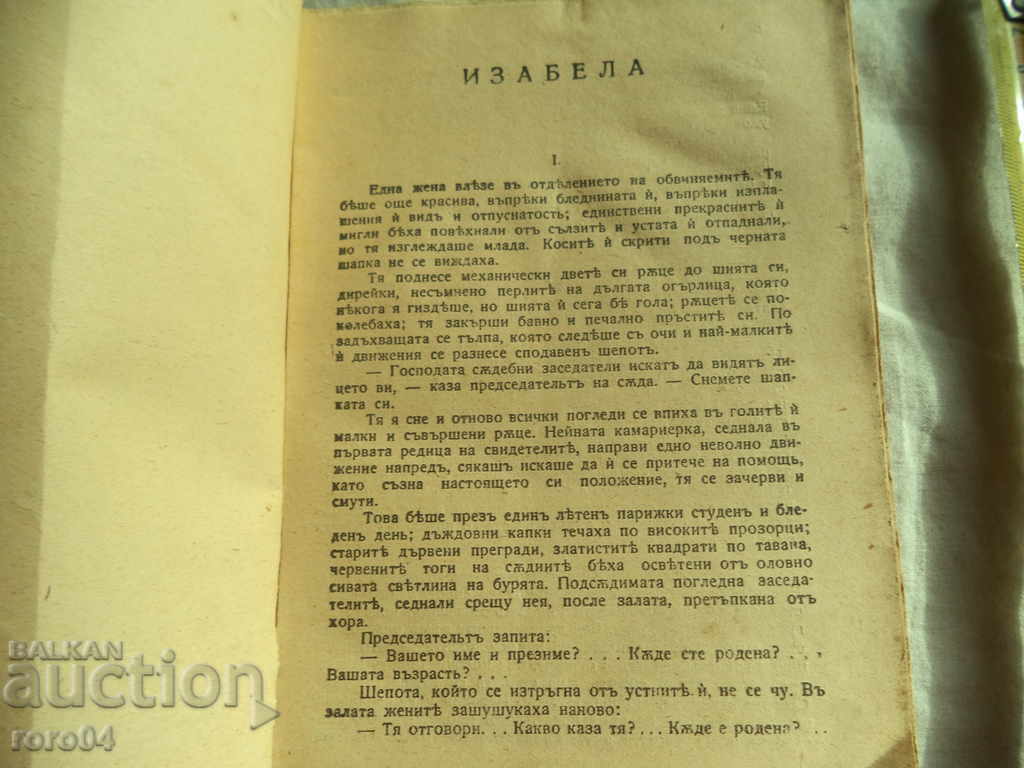 ИЗАБЕЛА
I.
Една жена влѣзе въ отдѣлението на обвиняемитѣ. Тя
бѣше още красива, въпрѣки бледнината ѝ, въпрѣки изпла-
шения ѝ видъ и отпуснатость; единствени прекраснитѣ ѝ
мигли бѣха повѣхнали отъ сълзитѣ и устата ѝ отпаднали,
но тя изглеждаше млада. Коситѣ ѝ скрити подъ черната
шапка не се виждаха.
Тя поднесе механически дветѣ си рѫце до шията си,
дирейки, несъмнено перлитѣ на дългата огърлица, която
нѣкога я гиздѣше, но шията ѝ сега бѣ гола; рѫцетѣ се по-
колебаха; тя закърши бавно и печално пръститѣ си. По
задъхващата се тълпа, която следѣше съ очи и най-малкитѣ
ѝ движения се разнесе сподавенъ шепотъ.
— Господата сѫдебни заседатели искатъ да видятъ ли-
цето ви, — каза председательтъ на сѫда. — Снемете шап-
ката си.
Тя я сне и отново всички погледи се впиха въ голитѣ ѝ
малки и съвършени рѫце. Нейната камариерка, седнала въ
първата редица на свидетелитѣ, направи едно неволно дви-
жение напредъ, сякашъ искаше да ѝ се притече на помощь,
като съзна настоящето си положение, тя се зачерви и
смути.
Това бѣше презъ единъ лѣтенъ парижки студенъ и бле-
денъ день; дъждовни капки течаха по високитѣ прозорци;
старитѣ дървени прегради, златиститѣ квадрати по тавана,
червенитѣ тоги на сѫдиитѣ бѣха осветени отъ оловно
сивата свѣтлина на бурята. Подсѫдимата погледна заседа-
телитѣ, седнали срещу нея, после залата, претъпкана отъ
хора.
Председательтъ запита:
— Вашето име и презиме? . . . Кѫде сте родена? . . ,
Вашата възрасть? . . .
Шепота, който се изтръгна отъ устнитѣ ѝ, не се чу. Въ
залата женитѣ зашушукаха наново:
— Тя отговори. . . Какво каза тя? . . . Кѫде е родена? . .
BALKAN
auction
roro04